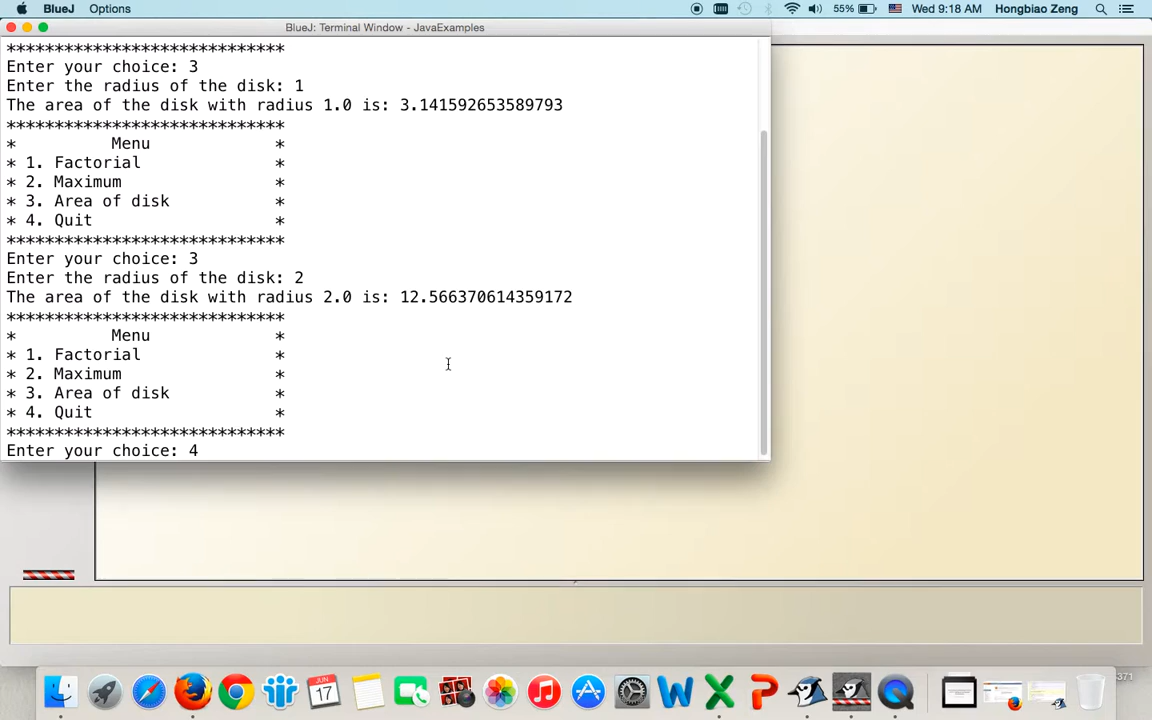 BlueJ Options 55% Wed 9:18 AM Hongbiao Zeng
BlueJ: Terminal Window - JavaExamples
*****************************
Enter your choice: 3
Enter the radius of the disk: 1
The area of the disk with radius 1.0 is: 3.141592653589793
*****************************
* Menu *
* 1. Factorial *
* 2. Maximum *
* 3. Area of disk *
* 4. Quit *
*****************************
Enter your choice: 3
Enter the radius of the disk: 2
The area of the disk with radius 2.0 is: 12.566370614359172
*****************************
* Menu *
* 1. Factorial *
* 2. Maximum *
* 3. Area of disk *
* 4. Quit *
*****************************
Enter your choice: 4
JUN
17
371